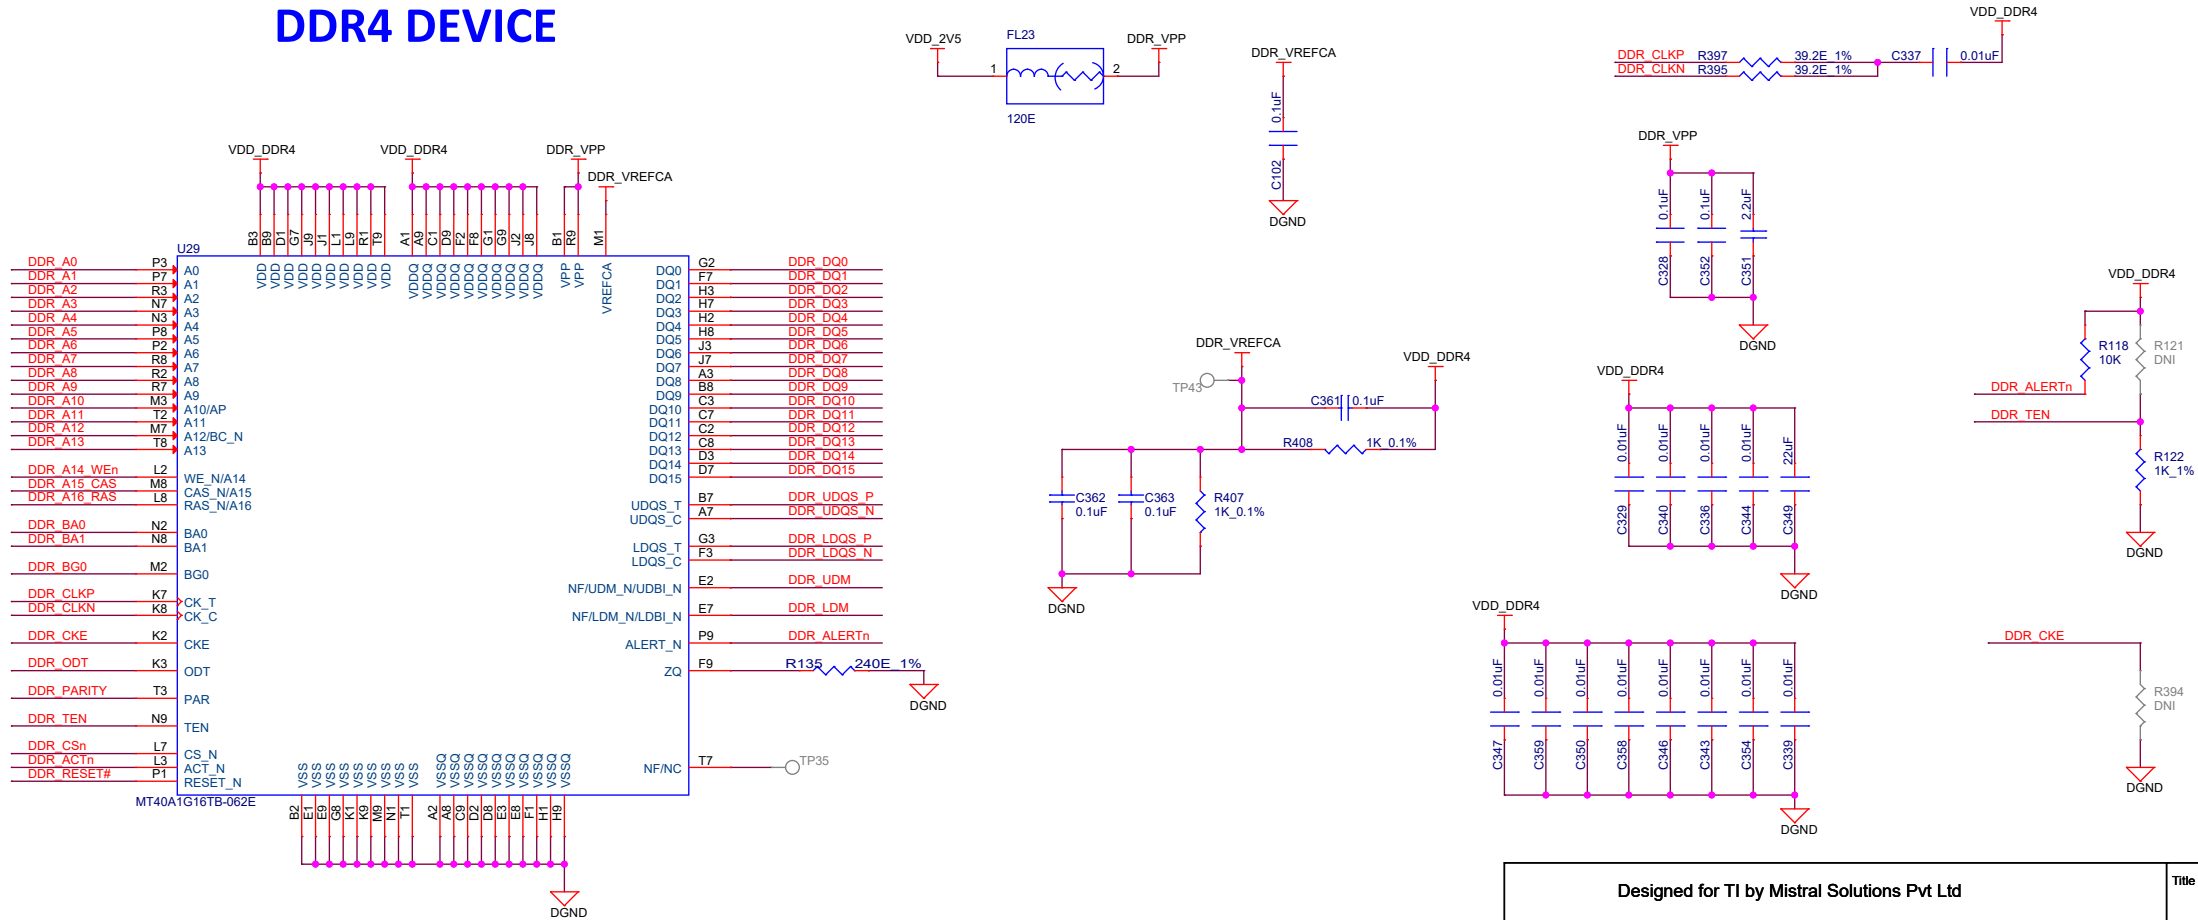 DDR4 DEVICE
VDD_2V5
FL23
1
2
120E
DDR_VPP
DDR_VREFCA
0.1uF
C102
DGND
VDD_DDR4
DDR_CLKP R397 39.2E_1% C337 0.01uF
DDR_CLKN R395 39.2E_1%
VDD_DDR4 VDD_DDR4 DDR_VPP
DDR_VREFCA
B3 B9 D1 G7 J9 J1 L1 L9 R1 T9 A1 A9 C1 D9 F2 F8 G1 G9 J2 J8 B1 R9 M1
U29
VDD VDD VDD VDD VDD VDD VDD VDD VDD VDD VDDQ VDDQ VDDQ VDDQ VDDQ VDDQ VDDQ VDDQ VDDQ VDDQ VPP VPP VREFCA
DDR_A0 P3 A0
DDR_A1 P7 A1
DDR_A2 R3 A2
DDR_A3 N7 A3
DDR_A4 N3 A4
DDR_A5 P8 A5
DDR_A6 P2 A6
DDR_A7 R8 A7
DDR_A8 R2 A8
DDR_A9 R7 A9
DDR_A10 M3 A10/AP
DDR_A11 T2 A11
DDR_A12 M7 A12/BC_N
DDR_A13 T8 A13
DDR_A14_WEn L2 WE_N/A14
DDR_A15_CAS M8 CAS_N/A15
DDR_A16_RAS L8 RAS_N/A16
DDR_BA0 N2 BA0
DDR_BA1 N8 BA1
DDR_BG0 M2 BG0
DDR_CLKP K7 CK_T
DDR_CLKN K8 CK_C
DDR_CKE K2 CKE
DDR_ODT K3 ODT
DDR_PARITY T3 PAR
DDR_TEN N9 TEN
DDR_CSn L7 CS_N
DDR_ACTn L3 ACT_N
DDR_RESET# P1 RESET_N
DQ0 G2 DDR_DQ0
DQ1 F7 DDR_DQ1
DQ2 H3 DDR_DQ2
DQ3 H7 DDR_DQ3
DQ4 H2 DDR_DQ4
DQ5 H8 DDR_DQ5
DQ6 J3 DDR_DQ6
DQ7 J7 DDR_DQ7
DQ8 A3 DDR_DQ8
DQ9 B8 DDR_DQ9
DQ10 C3 DDR_DQ10
DQ11 C7 DDR_DQ11
DQ12 C2 DDR_DQ12
DQ13 C8 DDR_DQ13
DQ14 D3 DDR_DQ14
DQ15 D7 DDR_DQ15
UDQS_T B7 DDR_UDQS_P
UDQS_C A7 DDR_UDQS_N
LDQS_T G3 DDR_LDQS_P
LDQS_C F3 DDR_LDQS_N
NF/UDM_N/UDBI_N E2 DDR_UDM
NF/LDM_N/LDBI_N E7 DDR_LDM
ALERT_N P9 DDR_ALERTn
ZQ F9 R135 240E_1%
DGND
NF/NC T7 TP35
VSS VSS VSS VSS VSS VSS VSS VSS VSS VSSQ VSSQ VSSQ VSSQ VSSQ VSSQ VSSQ VSSQ VSSQ VSSQ
MT40A1G16TB-062E
B2 E1 E9 G8 K1 K9 M9 N1 T1 A2 A8 C9 D2 D8 E3 E8 F1 H1 H9
DGND
DDR_VREFCA
VDD_DDR4
TP43
C361 0.1uF
R408 1K_0.1%
C362
0.1uF
C363
0.1uF
R407
1K_0.1%
DGND
DDR_VPP
0.1uF 0.1uF 2.2uF
C328 C352 C351
DGND
VDD_DDR4
0.01uF 0.01uF 0.01uF 0.01uF 22uF
C329 C340 C336 C344 C349
DGND
VDD_DDR4
0.01uF 0.01uF 0.01uF 0.01uF 0.01uF 0.01uF 0.01uF 0.01uF
C347 C359 C350 C358 C346 C343 C354 C339
DGND
VDD_DDR4
R118
10K
R121
DNI
DDR_ALERTn
DDR_TEN
R122
1K_1%
DGND
DDR_CKE
R394
DNI
DGND
Designed for TI by Mistral Solutions Pvt Ltd
Title